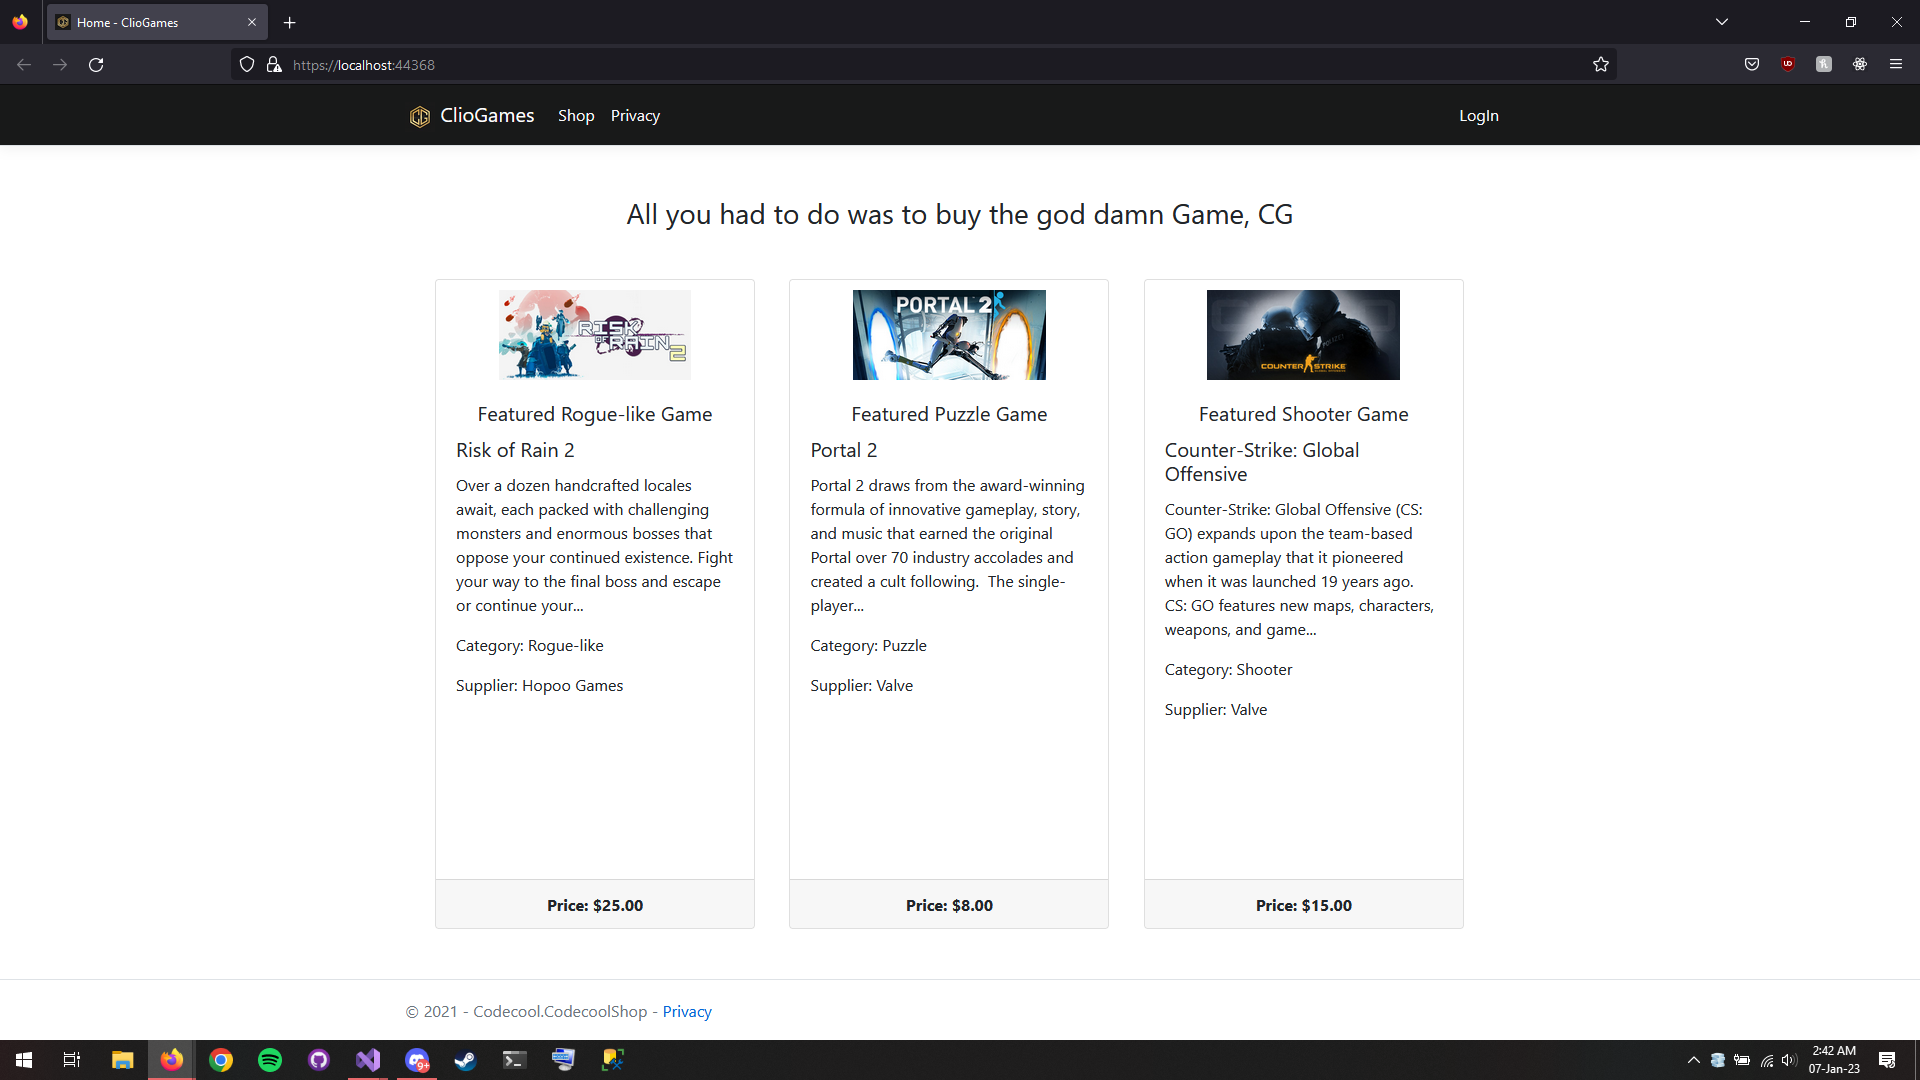 Home - ClioGames
https://localhost:44368
CG ClioGames Shop Privacy LogIn
All you had to do was to buy the god damn Game, CG
RISK
OF RAIN
2
Featured Rogue-like Game
Risk of Rain 2
Over a dozen handcrafted locales
await, each packed with challenging
monsters and enormous bosses that
oppose your continued existence. Fight
your way to the final boss and escape
or continue your...
Category: Rogue-like
Supplier: Hopoo Games
Price: $25.00
PORTAL 2
Featured Puzzle Game
Portal 2
Portal 2 draws from the award-winning
formula of innovative gameplay, story,
and music that earned the original
Portal over 70 industry accolades and
created a cult following.  The single-
player...
Category: Puzzle
Supplier: Valve
Price: $8.00
POLIZEI
COUNTER STRIKE
GLOBAL OFFENSIVE
Featured Shooter Game
Counter-Strike: Global
Offensive
Counter-Strike: Global Offensive (CS:
GO) expands upon the team-based
action gameplay that it pioneered
when it was launched 19 years ago.
CS: GO features new maps, characters,
weapons, and game...
Category: Shooter
Supplier: Valve
Price: $15.00
© 2021 - Codecool.CodecoolShop - Privacy
9+
2:42 AM
07-Jan-23